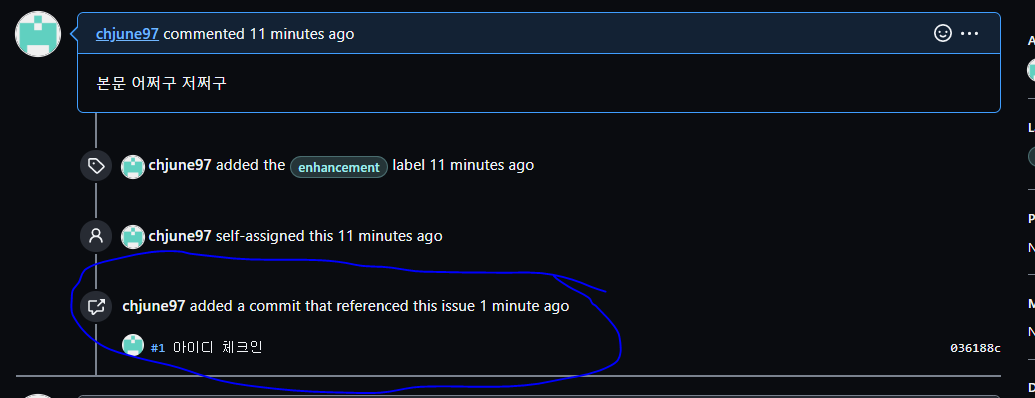 chjune97 commented 11 minutes ago
본문 어쩌구 저쩌구
chjune97 added the enhancement label 11 minutes ago
chjune97 self-assigned this 11 minutes ago
chjune97 added a commit that referenced this issue 1 minute ago
#1 아이디 체크인 036188c